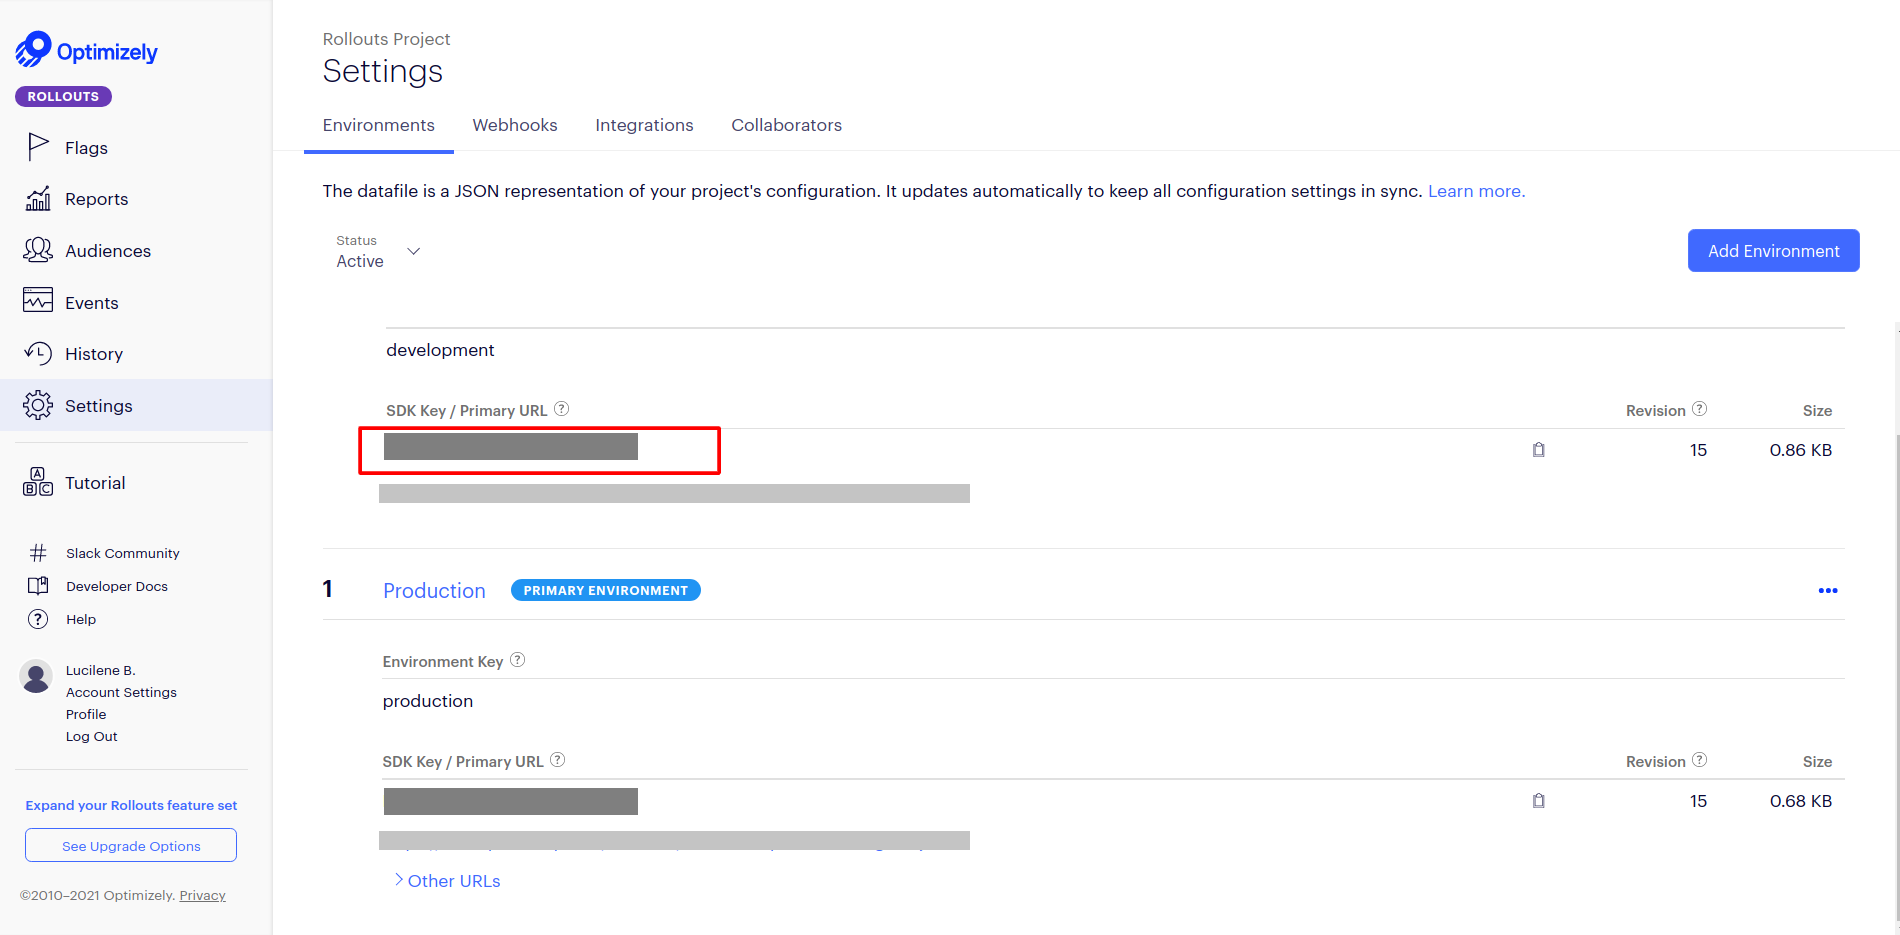 Optimizely
ROLLOUTS
Flags
Reports
Audiences
Events
History
Settings
Tutorial
Slack Community
Developer Docs
Help
Lucilene B.
Account Settings
Profile
Log Out
Expand your Rollouts feature set
See Upgrade Options
©2010–2021 Optimizely. Privacy
Rollouts Project
Settings
Environments Webhooks Integrations Collaborators
The datafile is a JSON representation of your project's configuration. It updates automatically to keep all configuration settings in sync. Learn more.
Status
Active
Add Environment
development
SDK Key / Primary URL ? Revision ? Size
15 0.86 KB
1 Production PRIMARY ENVIRONMENT •••
Environment Key ?
production
SDK Key / Primary URL ? Revision ? Size
15 0.68 KB
Other URLs